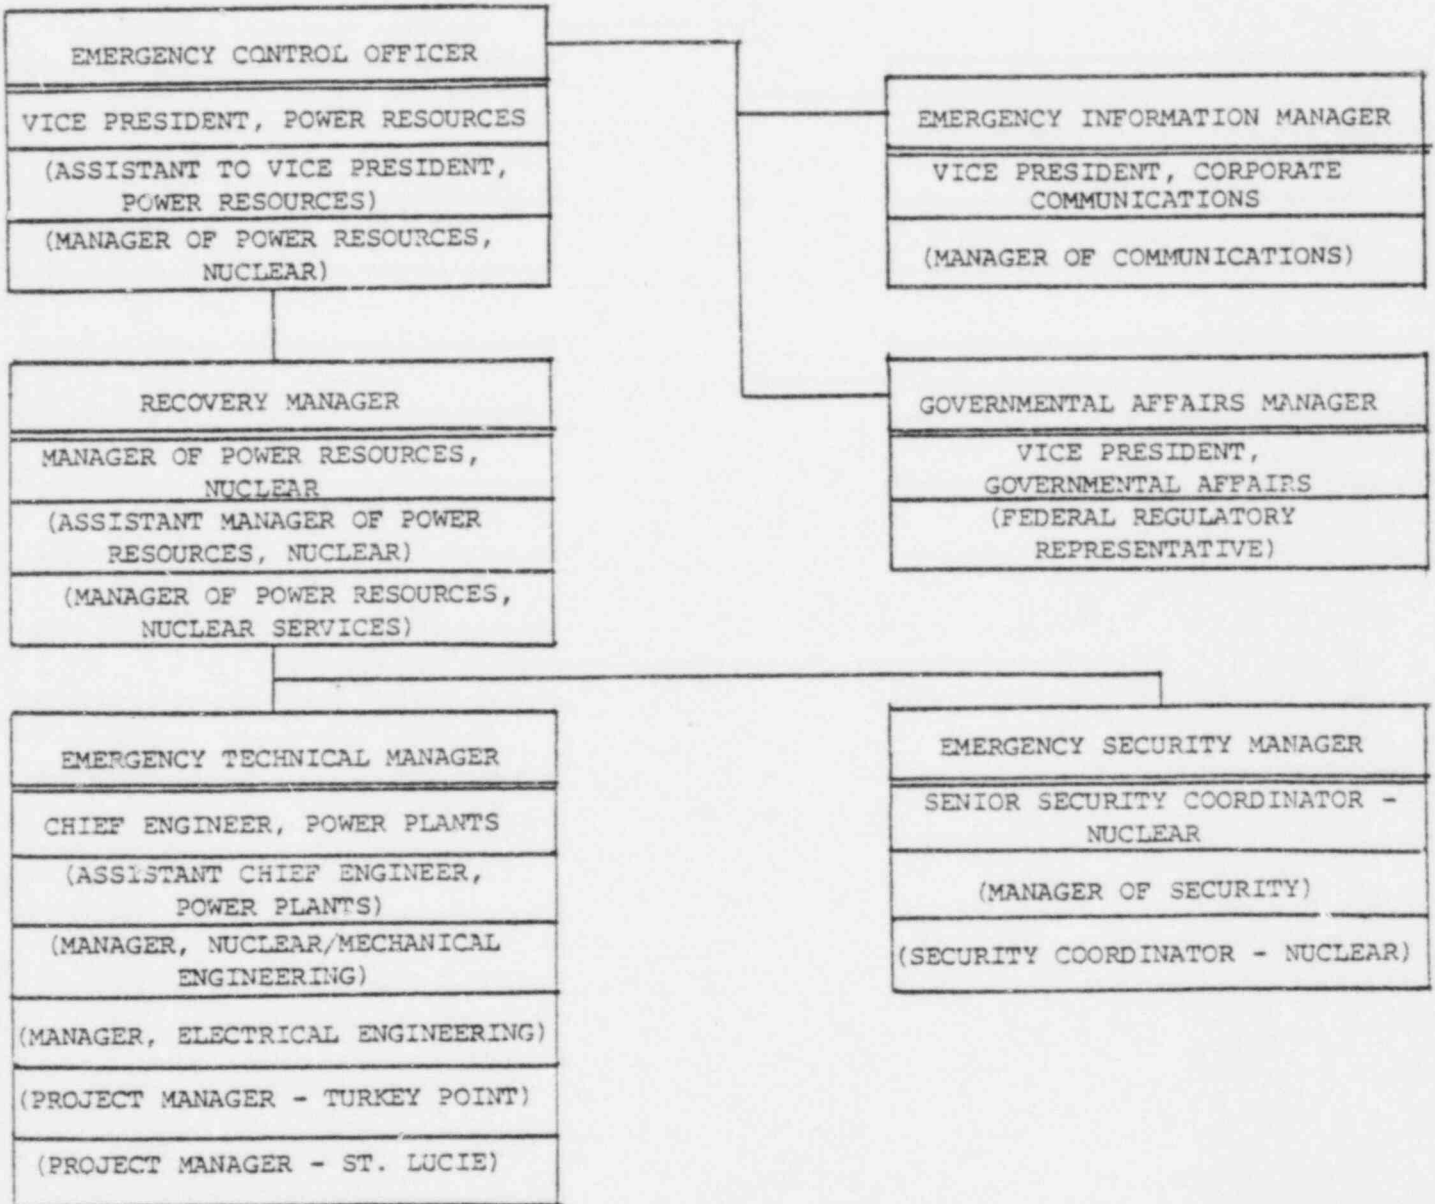 EMERGENCY CONTROL OFFICER
VICE PRESIDENT, POWER RESOURCES
(ASSISTANT TO VICE PRESIDENT,
POWER RESOURCES)
(MANAGER OF POWER RESOURCES,
NUCLEAR)
EMERGENCY INFORMATION MANAGER
VICE PRESIDENT, CORPORATE
COMMUNICATIONS
(MANAGER OF COMMUNICATIONS)
RECOVERY MANAGER
MANAGER OF POWER RESOURCES,
NUCLEAR
(ASSISTANT MANAGER OF POWER
RESOURCES, NUCLEAR)
(MANAGER OF POWER RESOURCES,
NUCLEAR SERVICES)
GOVERNMENTAL AFFAIRS MANAGER
VICE PRESIDENT,
GOVERNMENTAL AFFAIRS
(FEDERAL REGULATORY
REPRESENTATIVE)
EMERGENCY TECHNICAL MANAGER
CHIEF ENGINEER, POWER PLANTS
(ASSISTANT CHIEF ENGINEER,
POWER PLANTS)
(MANAGER, NUCLEAR/MECHANICAL
ENGINEERING)
(MANAGER, ELECTRICAL ENGINEERING)
(PROJECT MANAGER - TURKEY POINT)
(PROJECT MANAGER - ST. LUCIE)
EMERGENCY SECURITY MANAGER
SENIOR SECURITY COORDINATOR -
NUCLEAR
(MANAGER OF SECURITY)
(SECURITY COORDINATOR - NUCLEAR)